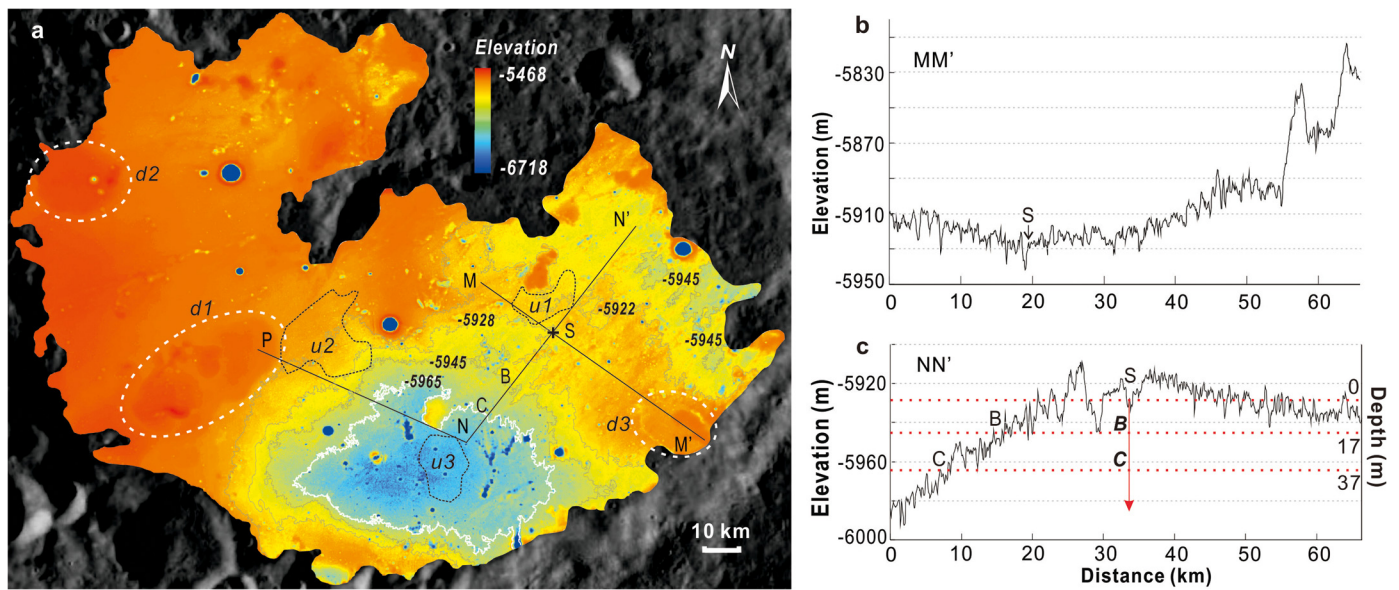 a
Elevation
-5468
-6718
N
d2
d1
P
u2
M
u1
N'
-5945
-5922
-5928
S
-5945
-5945
-5965
B
C
N
u3
d3
M'
10 km
b
MM'
Elevation (m)
-5830
-5870
-5910
-5950
S
0 10 20 30 40 50 60
c
NN'
Elevation (m)
-5920
-5960
-6000
S
B
C
B
C
0
17
37
Depth (m)
0 10 20 30 40 50 60
Distance (km)